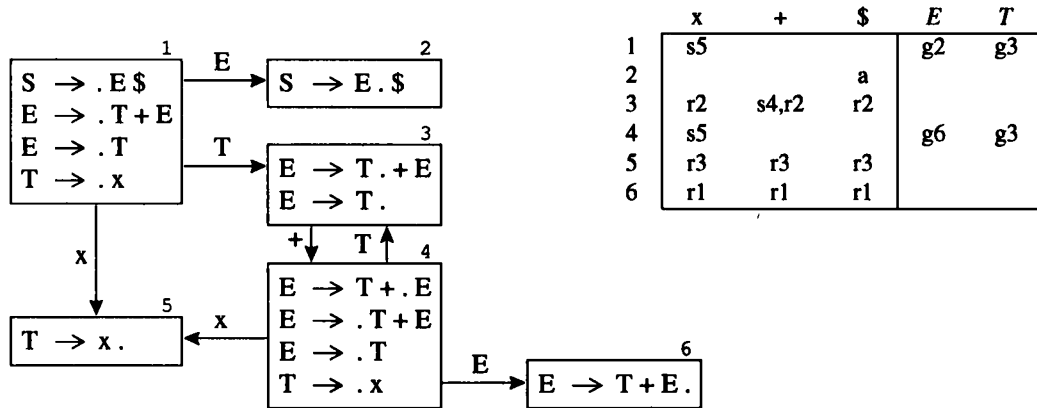 1
S → . E $
E → . T + E
E → . T
T → . x
E
2
S → E . $
T
3
E → T . + E
E → T .
x
+
T
4
E → T + . E
E → . T + E
E → . T
T → . x
5
T → x .
x
E
6
E → T + E .
x + $ E T
1 s5 g2 g3
2 a
3 r2 s4,r2 r2
4 s5 g6 g3
5 r3 r3 r3
6 r1 r1 r1